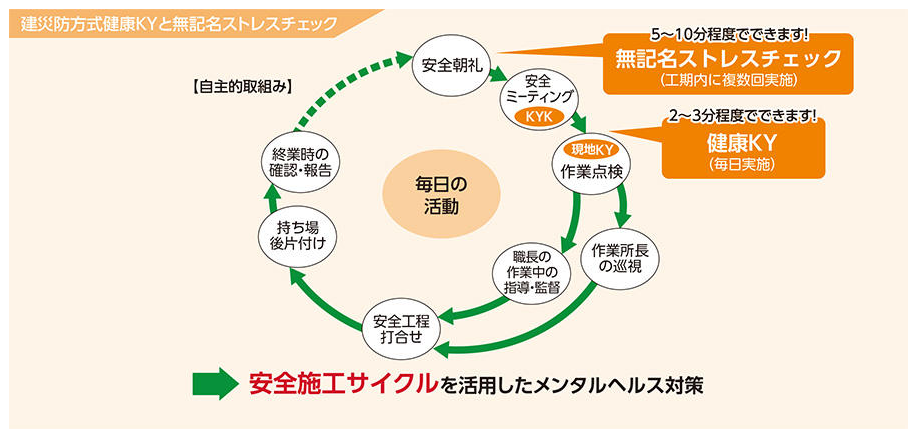 建災防方式健康KYと無記名ストレスチェック
5〜10分程度でできます!
無記名ストレスチェック
(工期内に複数回実施)
安全朝礼
【自主的取組み】
安全
ミーティング
KYK
2〜3分程度でできます!
健康KY
(毎日実施)
現地KY
作業点検
終業時の
確認・報告
毎日の
活動
持ち場
後片付け
職長の
作業中の
指導・監督
作業所長
の巡視
安全工程
打合せ
安全施工サイクルを活用したメンタルヘルス対策